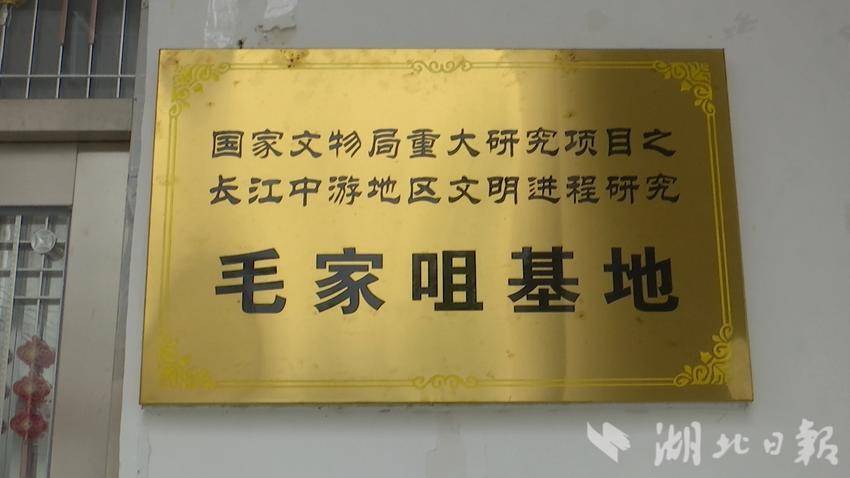 国家文物局重大研究项目之
长江中游地区文明进程研究
毛家咀基地
湖北日報